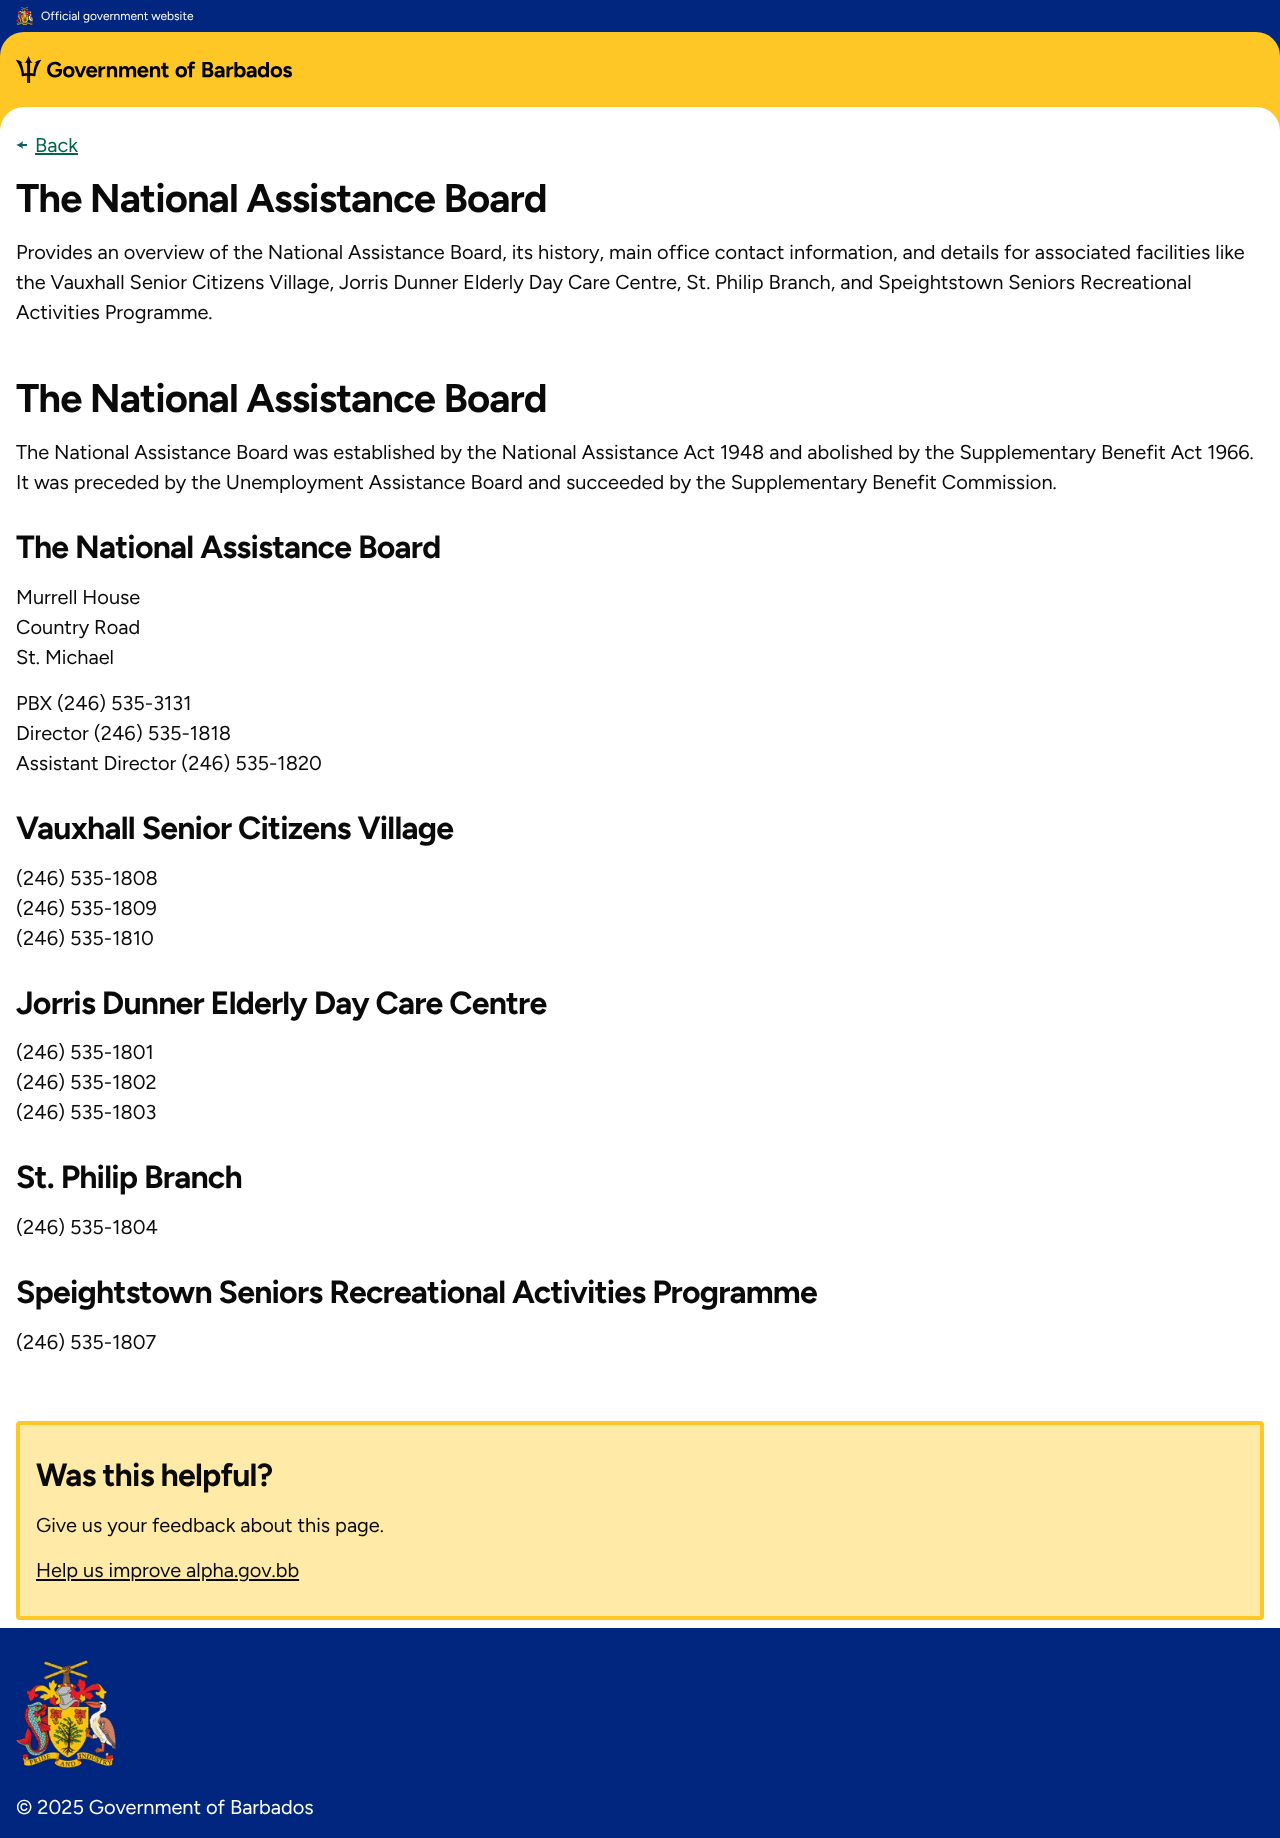 Official government website
Government of Barbados
Back
The National Assistance Board
Provides an overview of the National Assistance Board, its history, main office contact information, and details for associated facilities like
the Vauxhall Senior Citizens Village, Jorris Dunner Elderly Day Care Centre, St. Philip Branch, and Speightstown Seniors Recreational
Activities Programme.
The National Assistance Board
The National Assistance Board was established by the National Assistance Act 1948 and abolished by the Supplementary Benefit Act 1966.
It was preceded by the Unemployment Assistance Board and succeeded by the Supplementary Benefit Commission.
The National Assistance Board
Murrell House
Country Road
St. Michael
PBX (246) 535-3131
Director (246) 535-1818
Assistant Director (246) 535-1820
Vauxhall Senior Citizens Village
(246) 535-1808
(246) 535-1809
(246) 535-1810
Jorris Dunner Elderly Day Care Centre
(246) 535-1801
(246) 535-1802
(246) 535-1803
St. Philip Branch
(246) 535-1804
Speightstown Seniors Recreational Activities Programme
(246) 535-1807
Was this helpful?
Give us your feedback about this page.
Help us improve alpha.gov.bb
PRIDE AND INDUSTRY
© 2025 Government of Barbados